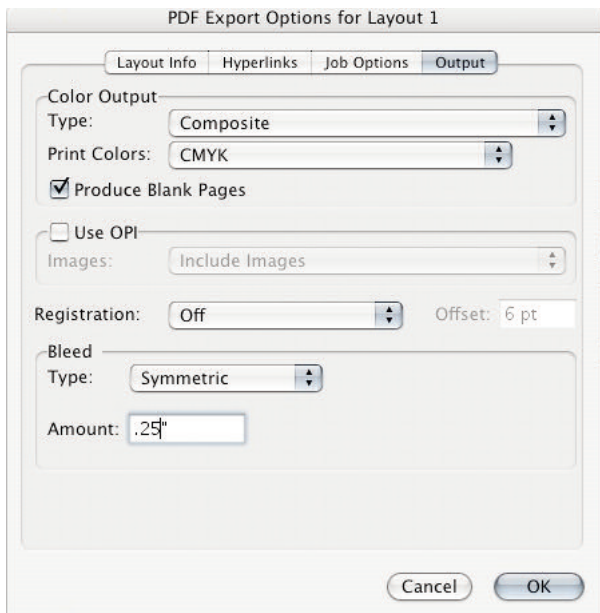 PDF Export Options for Layout 1
Layout Info Hyperlinks Job Options Output
Color Output
Type: Composite
Print Colors: CMYK
Produce Blank Pages
Use OPI
Images: Include Images
Registration: Off Offset: 6 pt
Bleed
Type: Symmetric
Amount: .25"
Cancel OK